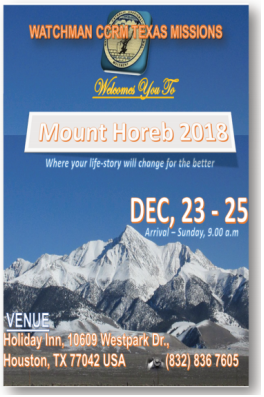 WATCHMAN CCRM TEXAS MISSIONS
Welcomes You To
Mount Horeb 2018
Where your life-story will change for the better
DEC, 23 - 25
Arrival – Sunday, 9.00 a.m
VENUE
Holiday Inn, 10609 Westpark Dr.,
Houston, TX 77042 USA (832) 836 7605